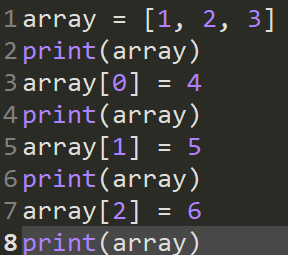 1 array = [1, 2, 3]
2 print(array)
3 array[0] = 4
4 print(array)
5 array[1] = 5
6 print(array)
7 array[2] = 6
8 print(array)